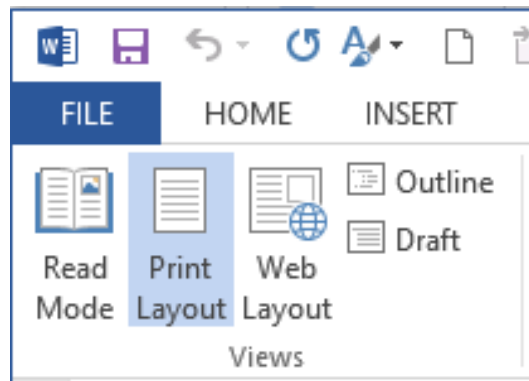 W
FILE HOME INSERT
Outline
Draft
Read Mode
Print Layout
Web Layout
Views